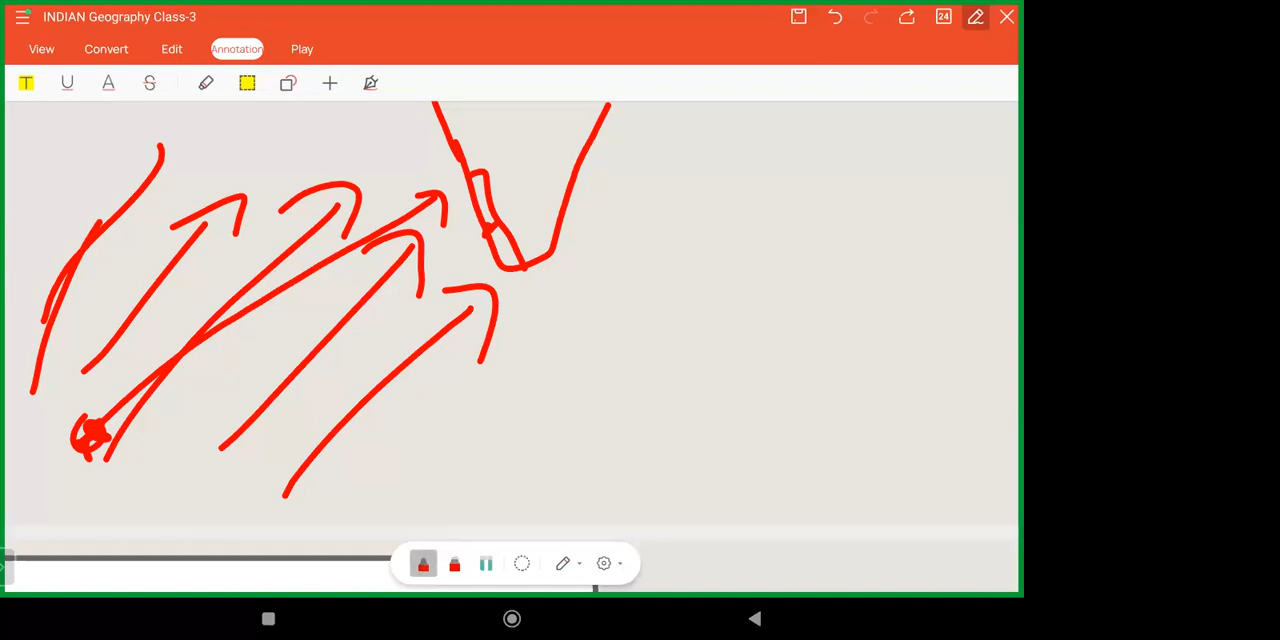 INDIAN Geography Class-3
24
View Convert Edit Annotation Play
T U A S